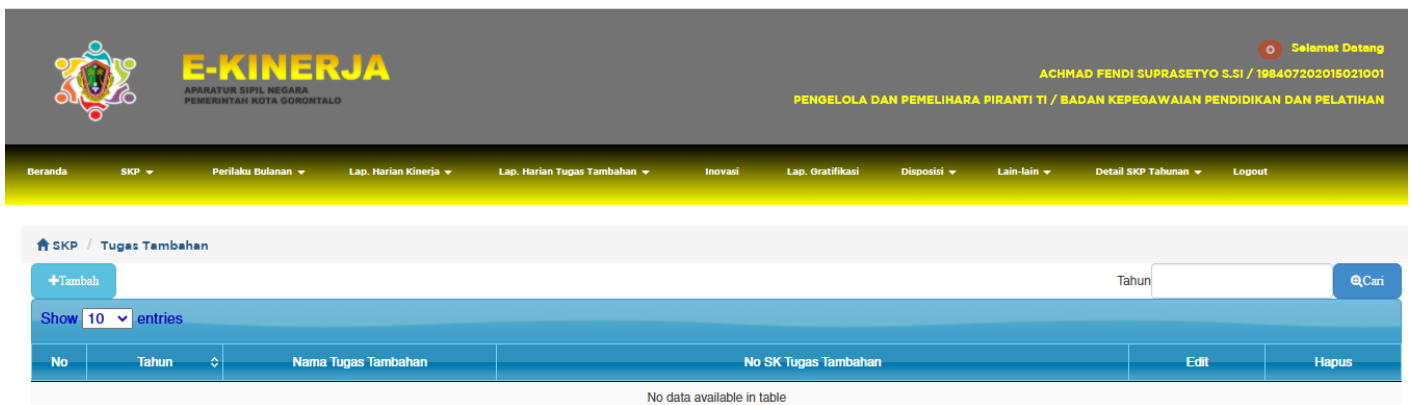 0 Selamat Datang
E-KINERJA
ACHMAD FENDI SUPRASETYO S.SI / 198407202015021001
APARATUR SIPIL NEGARA
PEMERINTAH KOTA GORONTALO
PENGELOLA DAN PEMELIHARA PIRANTI TI / BADAN KEPEGAWAIAN PENDIDIKAN DAN PELATIHAN
Beranda SKP Perilaku Bulanan Lap. Harian Kinerja Lap. Harian Tugas Tambahan Inovasi Lap. Gratifikasi Disposisi Lain-lain Detail SKP Tahunan Logout
SKP / Tugas Tambahan
+Tambah Tahun Cari
Show 10 entries
No Tahun Nama Tugas Tambahan No SK Tugas Tambahan Edit Hapus
No data available in table